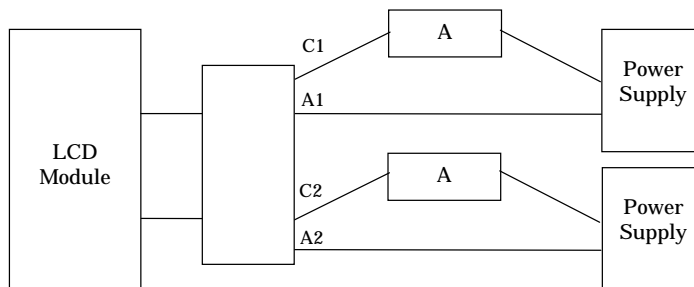 C1
A
Power
Supply
A1
LCD
Module
C2
A
Power
Supply
A2